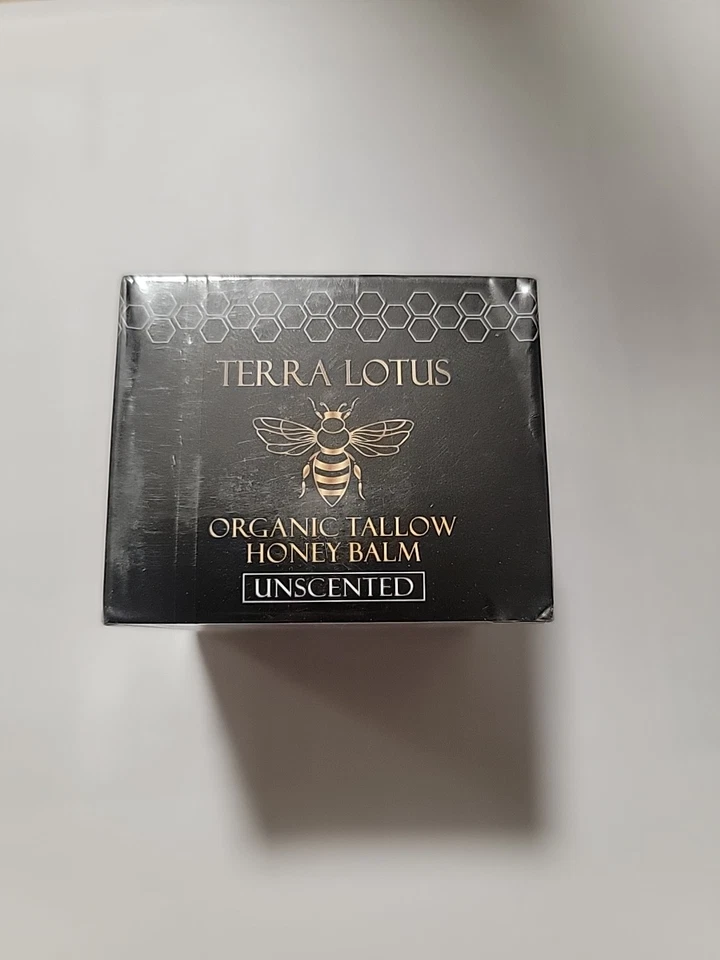 TERRA LOTUS
ORGANIC TALLOW
HONEY BALM
UNSCENTED